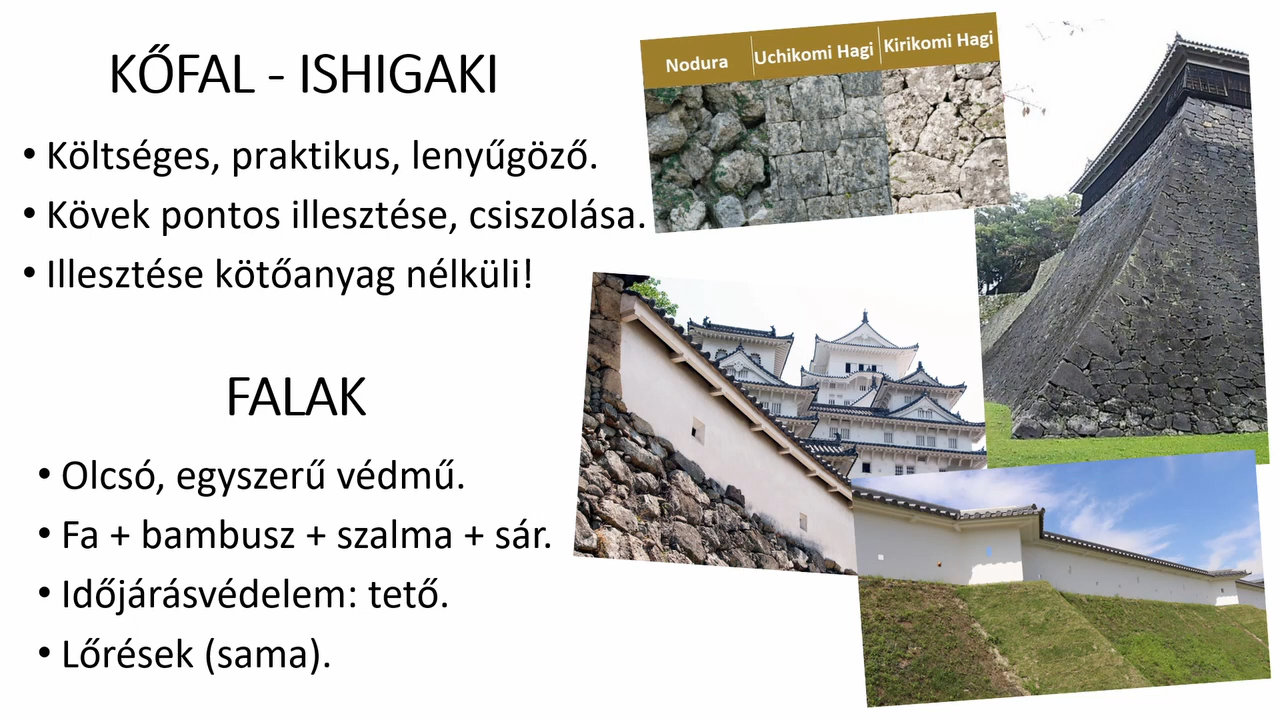 KŐFAL - ISHIGAKI
• Költséges, praktikus, lenyűgöző.
• Kövek pontos illesztése, csiszolása.
• Illesztése kötőanyag nélküli!
FALAK
• Olcsó, egyszerű védmű.
• Fa + bambusz + szalma + sár.
• Időjárásvédelem: tető.
• Lőrések (sama).
Nodura
Uchikomi Hagi
Kirikomi Hagi